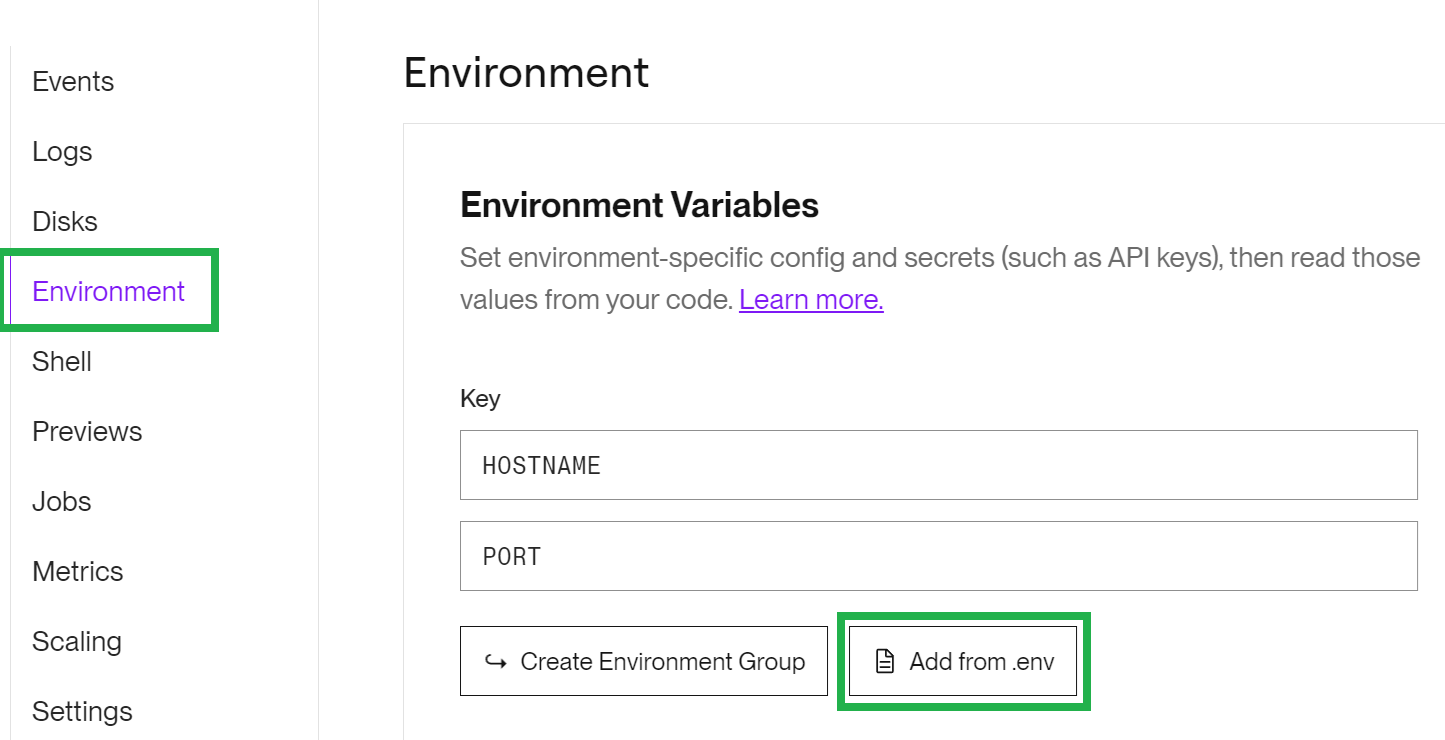 Events
Logs
Disks
Environment
Shell
Previews
Jobs
Metrics
Scaling
Settings
Environment
Environment Variables
Set environment-specific config and secrets (such as API keys), then read those
values from your code. Learn more.
Key
HOSTNAME
PORT
Create Environment Group
Add from .env